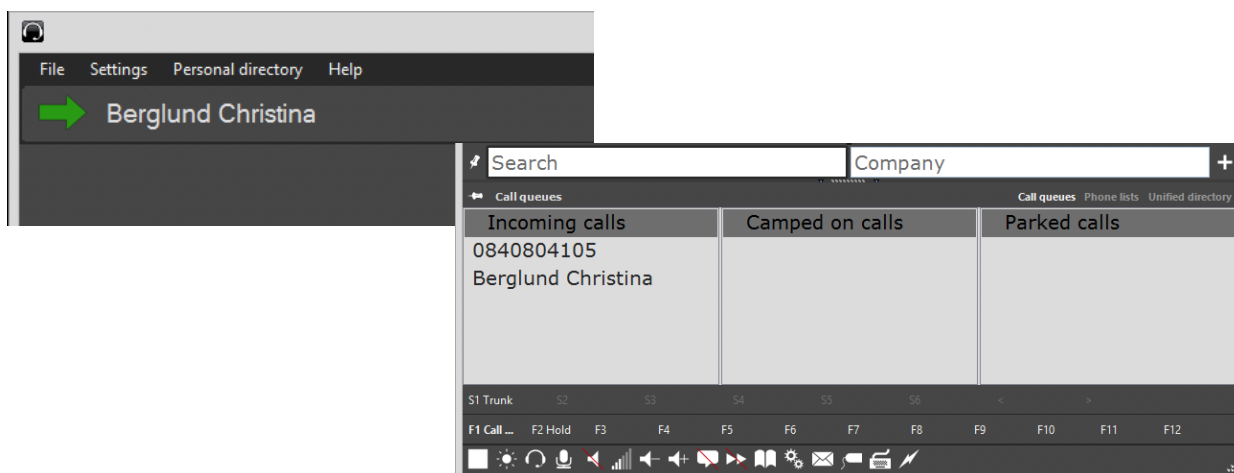 File Settings Personal directory Help
Berglund Christina
Search Company
Call queues Call queues Phone lists Unified directory
Incoming calls Camped on calls Parked calls
0840804105
Berglund Christina
S1 Trunk S2 S3 S4 S5 S6 < >
F1 Call ... F2 Hold F3 F4 F5 F6 F7 F8 F9 F10 F11 F12